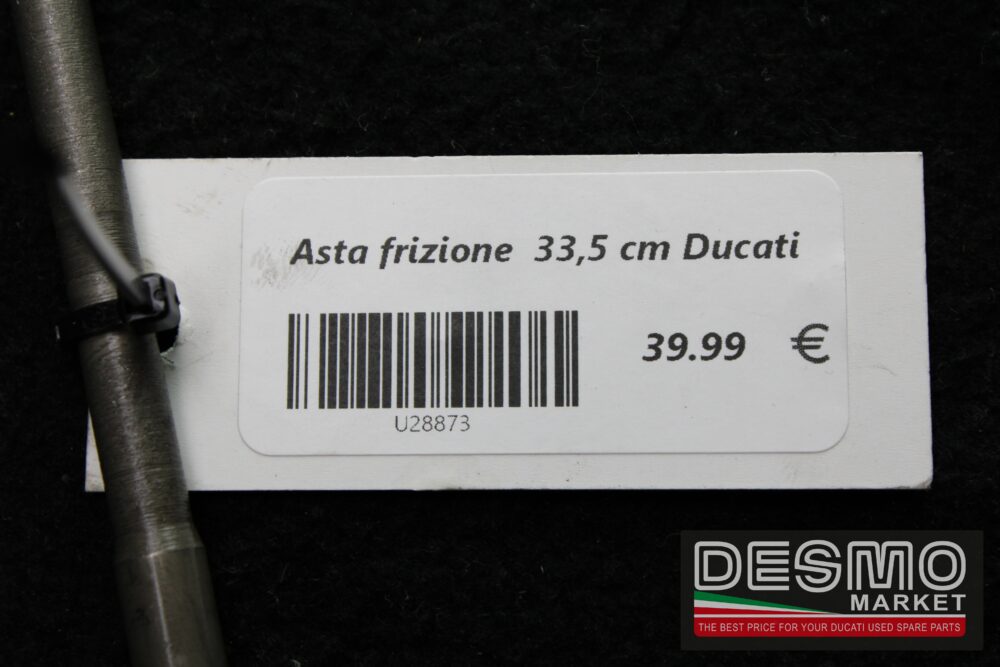 Asta frizione 33,5 cm Ducati
39.99 €
U28873
DESMO
MARKET
THE BEST PRICE FOR YOUR DUCATI USED SPARE PARTS